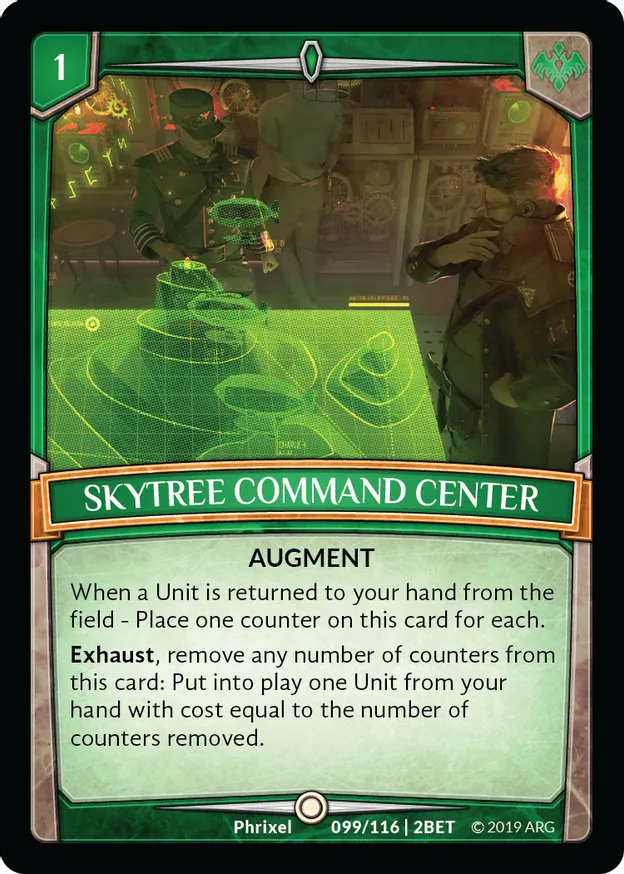 1
SKYTREE COMMAND CENTER
AUGMENT
When a Unit is returned to your hand from the
field - Place one counter on this card for each.
Exhaust, remove any number of counters from
this card: Put into play one Unit from your
hand with cost equal to the number of
counters removed.
Phrixel 099/116 | 2BET © 2019 ARG